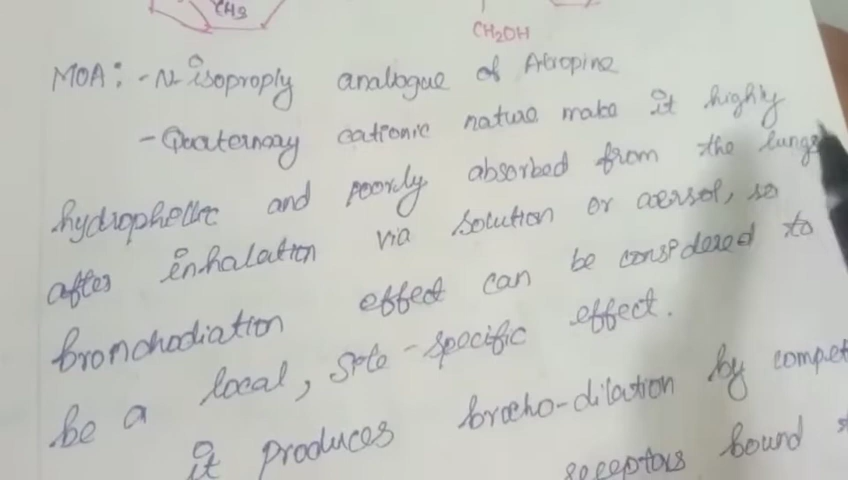 CH3
CH2OH
MOA: - N-isoproply analogue of Atropine
- Quaternary cationic nature make it highly
hydrophellic and poorly absorbed from the lungs
after inhalation via solution or aersol, so
bronchodiation effect can be considered to
be a local, site-specific effect.
it produces broncho-dilation by compet
receptors bound